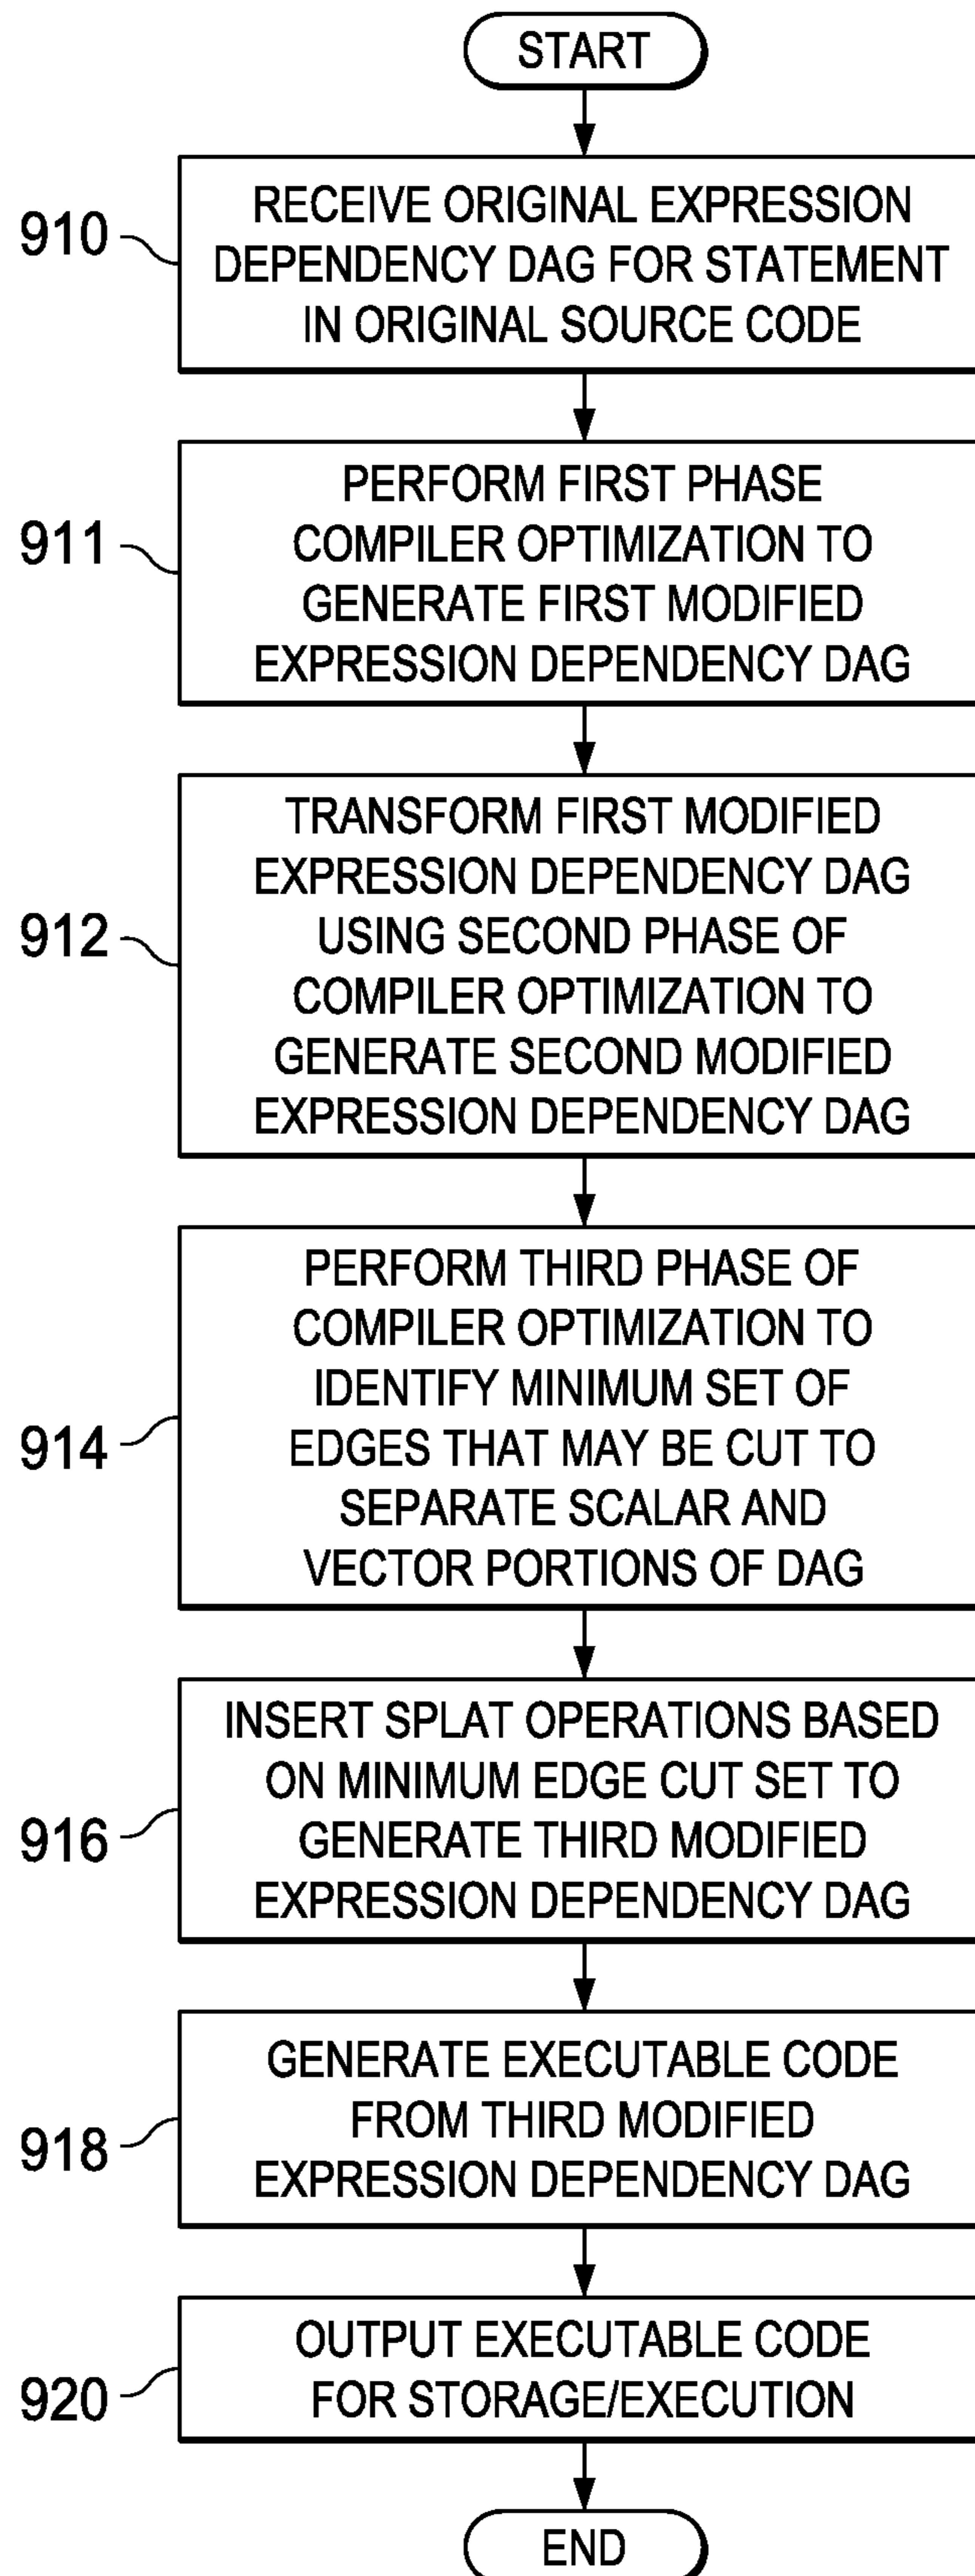 START
910
RECEIVE ORIGINAL EXPRESSION
DEPENDENCY DAG FOR STATEMENT
IN ORIGINAL SOURCE CODE
911
PERFORM FIRST PHASE
COMPILER OPTIMIZATION TO
GENERATE FIRST MODIFIED
EXPRESSION DEPENDENCY DAG
912
TRANSFORM FIRST MODIFIED
EXPRESSION DEPENDENCY DAG
USING SECOND PHASE OF
COMPILER OPTIMIZATION TO
GENERATE SECOND MODIFIED
EXPRESSION DEPENDENCY DAG
914
PERFORM THIRD PHASE OF
COMPILER OPTIMIZATION TO
IDENTIFY MINIMUM SET OF
EDGES THAT MAY BE CUT TO
SEPARATE SCALAR AND
VECTOR PORTIONS OF DAG
916
INSERT SPLAT OPERATIONS BASED
ON MINIMUM EDGE CUT SET TO
GENERATE THIRD MODIFIED
EXPRESSION DEPENDENCY DAG
918
GENERATE EXECUTABLE CODE
FROM THIRD MODIFIED
EXPRESSION DEPENDENCY DAG
920
OUTPUT EXECUTABLE CODE
FOR STORAGE/EXECUTION
END